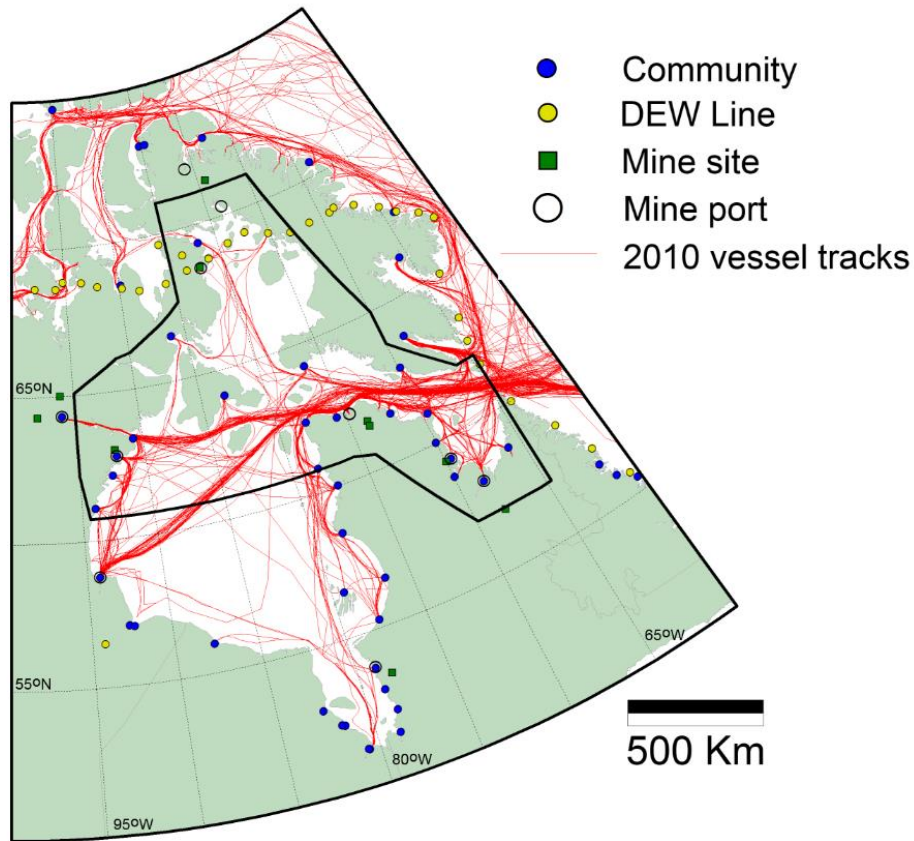 Community
DEW Line
Mine site
Mine port
2010 vessel tracks
65ºN
55ºN
65ºW
80ºW
95ºW
500 Km